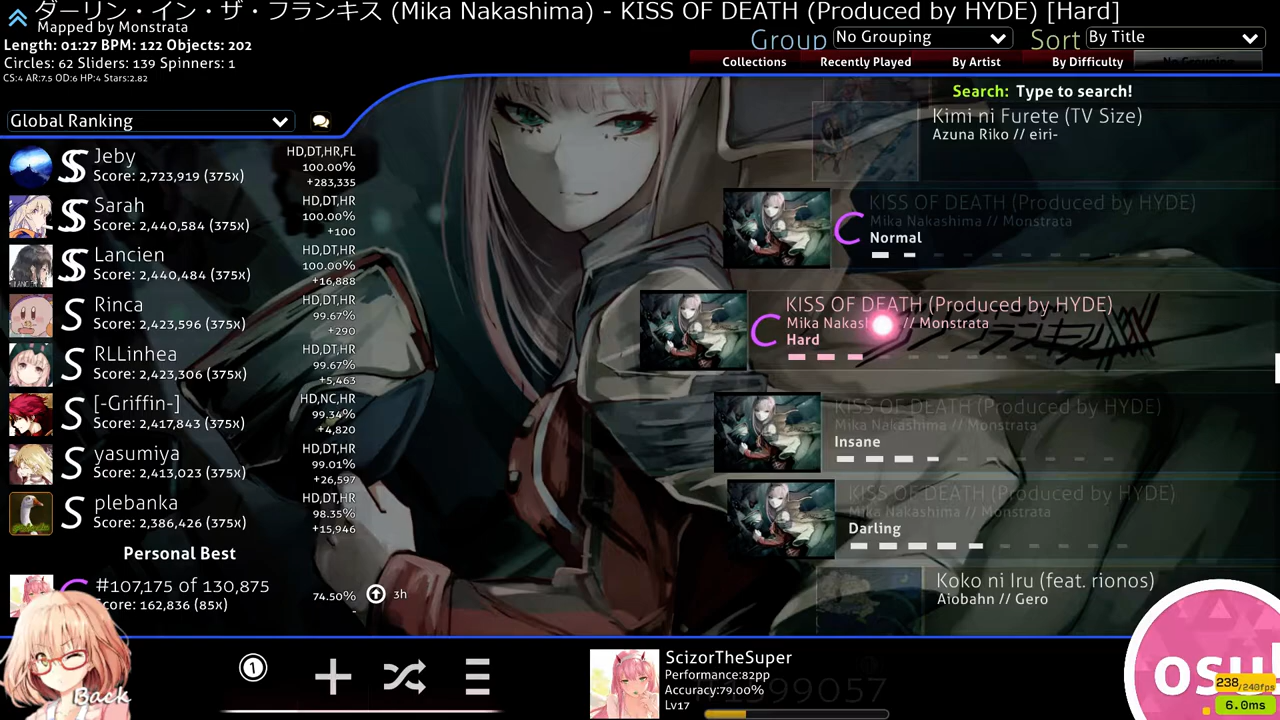 ダーリン・イン・ザ・フランキス (Mika Nakashima) - KISS OF DEATH (Produced by HYDE) [Hard]
Mapped by Monstrata
Length: 01:27 BPM: 122 Objects: 202
Circles: 62 Sliders: 139 Spinners: 1
CS:4 AR:7.5 OD:6 HP:4 Stars:2.82
Group No Grouping Sort By Title
Collections Recently Played By Artist By Difficulty No Grouping
Search: Type to search!
Global Ranking
Jeby
Score: 2,723,919 (375x)
HD,DT,HR,FL
100.00%
+283,335
Sarah
Score: 2,440,584 (375x)
HD,DT,HR
100.00%
+100
Lancien
Score: 2,440,484 (375x)
HD,DT,HR
100.00%
+16,888
Rinca
Score: 2,423,596 (375x)
HD,DT,HR
99.67%
+290
RLLinhea
Score: 2,423,306 (375x)
HD,DT,HR
99.67%
+5,463
[-Griffin-]
Score: 2,417,843 (375x)
HD,NC,HR
99.34%
+4,820
yasumiya
Score: 2,413,023 (375x)
HD,DT,HR
99.01%
+26,597
plebanka
Score: 2,386,426 (375x)
HD,DT,HR
98.35%
+15,946
Personal Best
#107,175 of 130,875
core: 162,836 (85x)
74.50%
-
3h
Kimi ni Furete (TV Size)
Azuna Riko // eiri-
KISS OF DEATH (Produced by HYDE)
Mika Nakashima // Monstrata
Normal
KISS OF DEATH (Produced by HYDE)
Mika Nakash // Monstrata
Hard
KISS OF DEATH (Produced by HYDE)
Mika Nakashima // Monstrata
Insane
KISS OF DEATH (Produced by HYDE)
Mika Nakashima // Monstrata
Darling
Koko ni Iru (feat. rionos)
Aiobahn // Gero
Back
1
ScizorTheSuper
Performance:82pp
Accuracy:79.00%
Lv17
osu
238/240fps
6.0ms